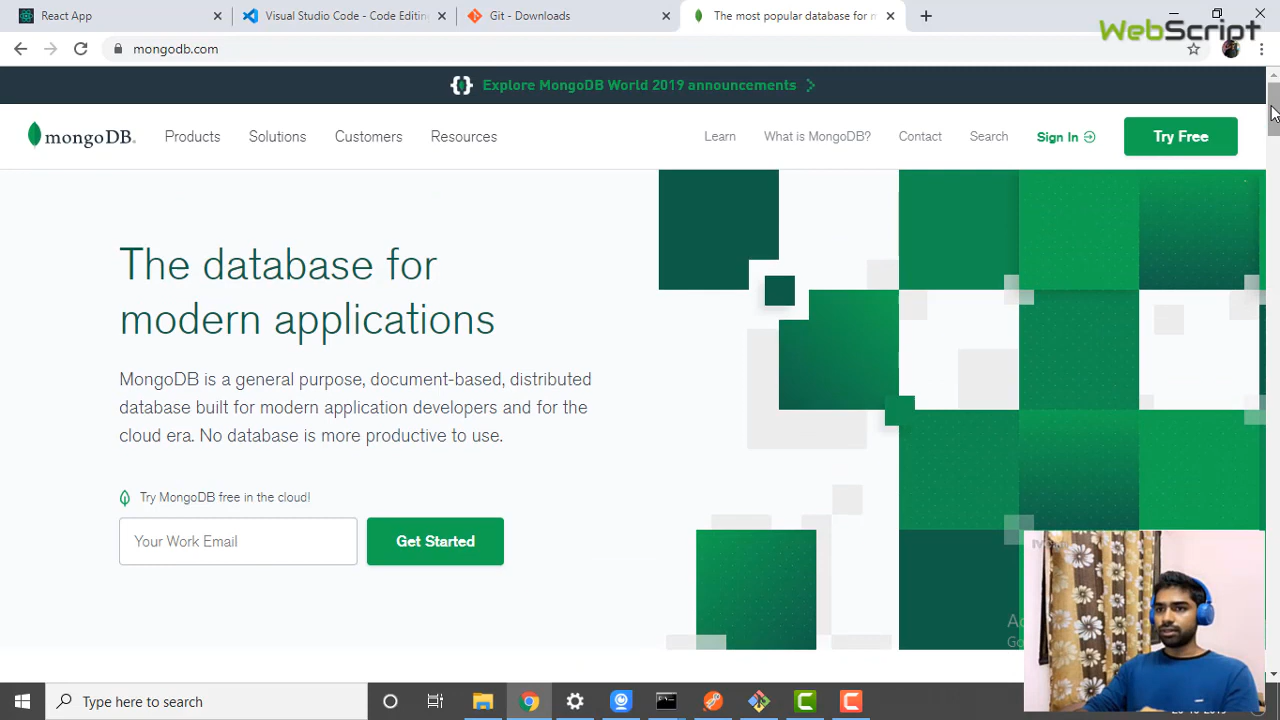 React App
Visual Studio Code - Code Editing
Git - Downloads
The most popular database for m
WebScript
mongodb.com
Explore MongoDB World 2019 announcements
mongoDB.
Products
Solutions
Customers
Resources
Learn
What is MongoDB?
Contact
Search
Sign In
Try Free
The database for
modern applications
MongoDB is a general purpose, document-based, distributed
database built for modern application developers and for the
cloud era. No database is more productive to use.
Try MongoDB free in the cloud!
Your Work Email
Get Started
Type here to search